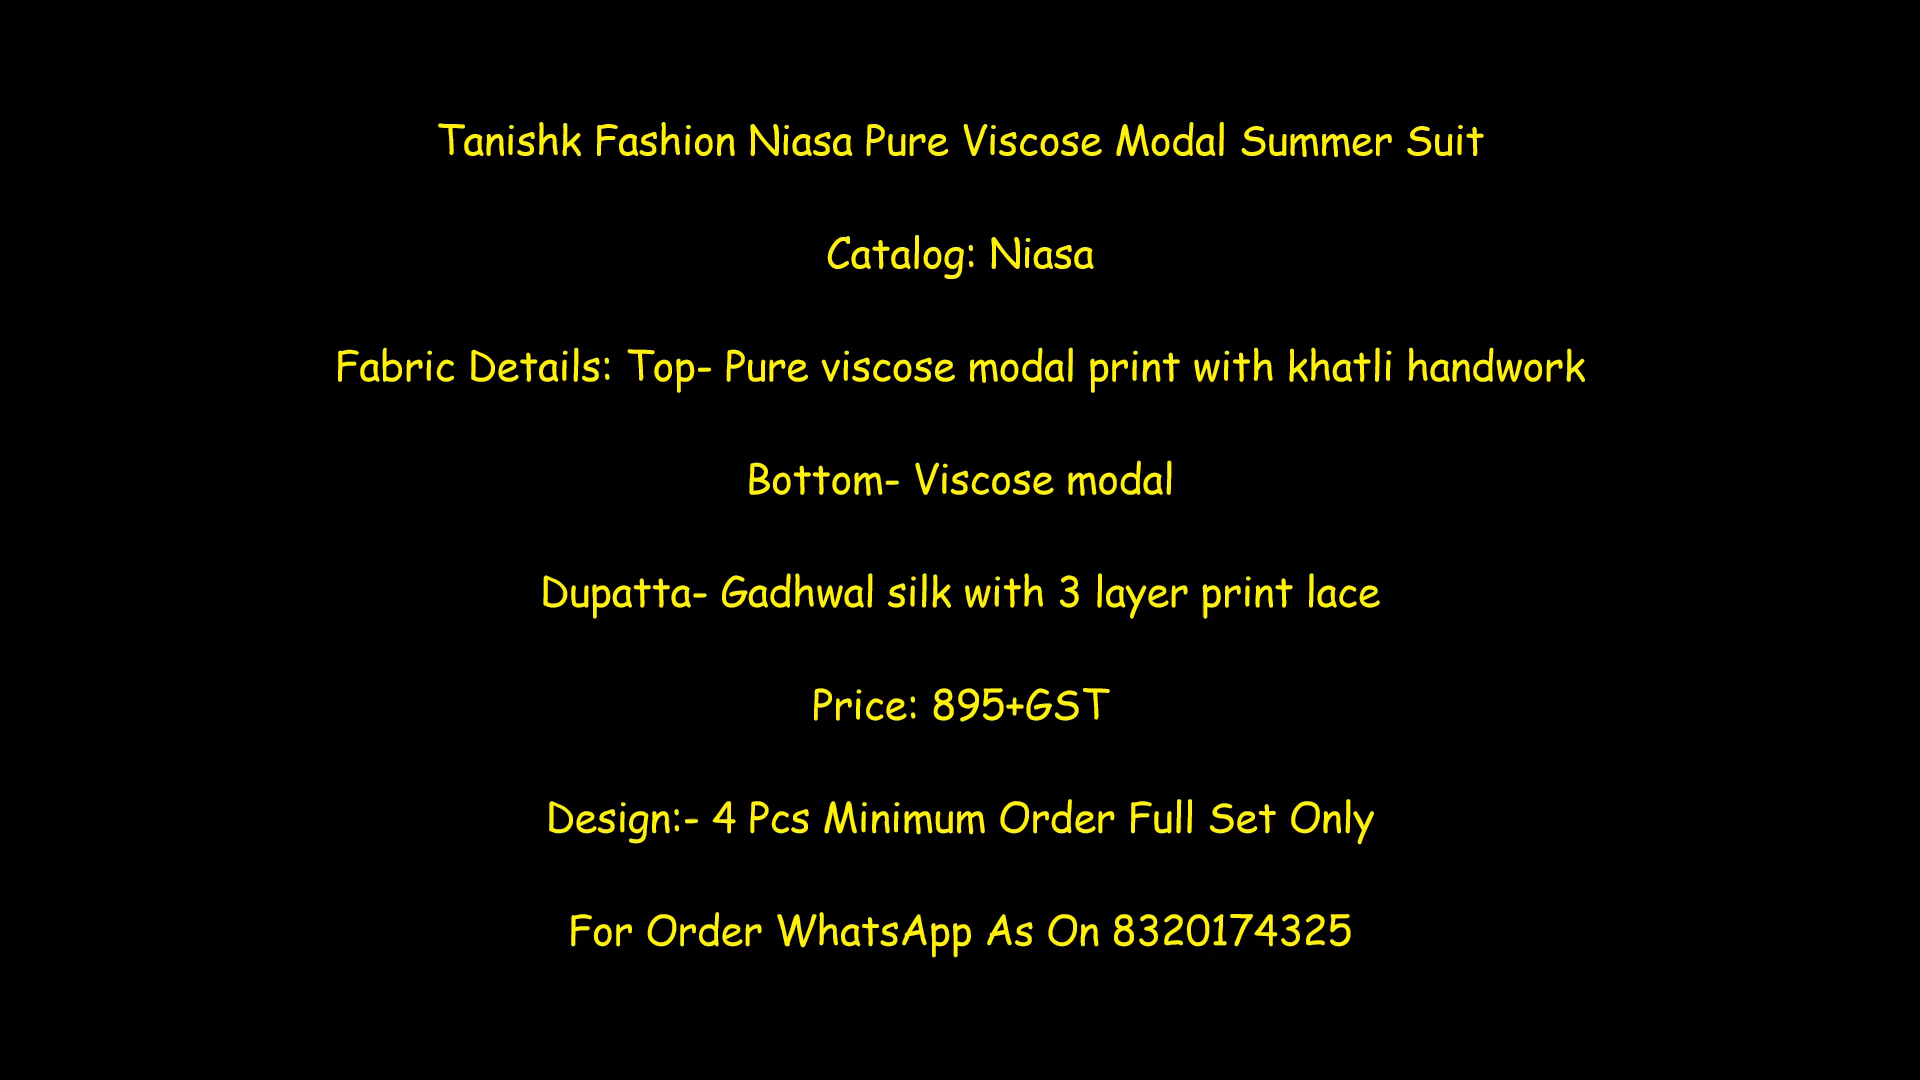 Tanishk Fashion Niasa Pure Viscose Modal Summer Suit
Catalog: Niasa
Fabric Details: Top- Pure viscose modal print with khatli handwork
Bottom- Viscose modal
Dupatta- Gadhwal silk with 3 layer print lace
Price: 895+GST
Design:- 4 Pcs Minimum Order Full Set Only
For Order WhatsApp As On 8320174325